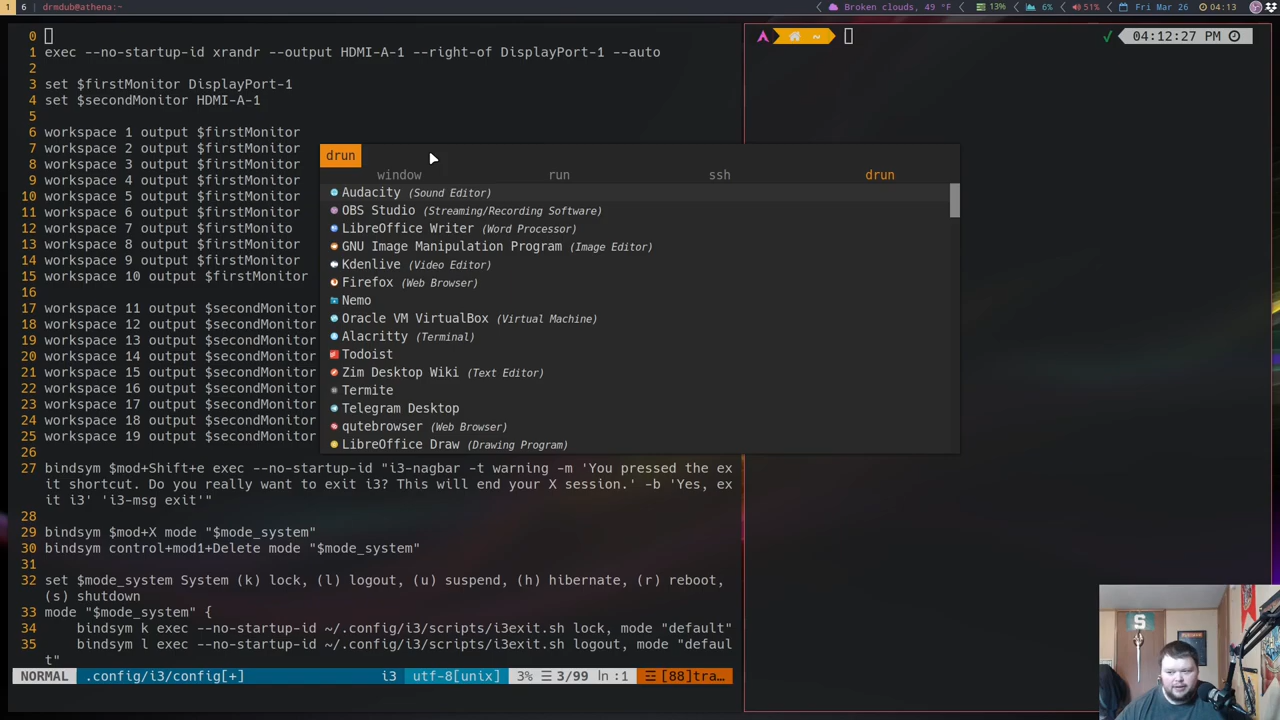 1 6 drmdub@athena:~ Broken clouds, 49 °F 13% 6% 51% Fri Mar 26 04:13
0
1 exec --no-startup-id xrandr --output HDMI-A-1 --right-of DisplayPort-1 --auto
2
3 set $firstMonitor DisplayPort-1
4 set $secondMonitor HDMI-A-1
5
6 workspace 1 output $firstMonitor
7 workspace 2 output $firstMonitor
8 workspace 3 output $firstMonitor
9 workspace 4 output $firstMonitor
10 workspace 5 output $firstMonitor
11 workspace 6 output $firstMonitor
12 workspace 7 output $firstMonito
13 workspace 8 output $firstMonitor
14 workspace 9 output $firstMonitor
15 workspace 10 output $firstMonitor
16
17 workspace 11 output $secondMonitor
18 workspace 12 output $secondMonitor
19 workspace 13 output $secondMonitor
20 workspace 14 output $secondMonitor
21 workspace 15 output $secondMonitor
22 workspace 16 output $secondMonitor
23 workspace 17 output $secondMonitor
24 workspace 18 output $secondMonitor
25 workspace 19 output $secondMonitor
26
27 bindsym $mod+Shift+e exec --no-startup-id "i3-nagbar -t warning -m 'You pressed the ex
it shortcut. Do you really want to exit i3? This will end your X session.' -b 'Yes, ex
it i3' 'i3-msg exit'"
28
29 bindsym $mod+X mode "$mode_system"
30 bindsym control+mod1+Delete mode "$mode_system"
31
32 set $mode_system System (k) lock, (l) logout, (u) suspend, (h) hibernate, (r) reboot,
(s) shutdown
33 mode "$mode_system" {
34 bindsym k exec --no-startup-id ~/.config/i3/scripts/i3exit.sh lock, mode "default"
35 bindsym l exec --no-startup-id ~/.config/i3/scripts/i3exit.sh logout, mode "defaul
t"
NORMAL .config/i3/config[+] i3 utf-8[unix] 3% ☰ 3/99 ln :1 ☲ [88]tra…
drun
window run ssh drun
Audacity (Sound Editor)
OBS Studio (Streaming/Recording Software)
LibreOffice Writer (Word Processor)
GNU Image Manipulation Program (Image Editor)
Kdenlive (Video Editor)
Firefox (Web Browser)
Nemo
Oracle VM VirtualBox (Virtual Machine)
Alacritty (Terminal)
Todoist
Zim Desktop Wiki (Text Editor)
Termite
Telegram Desktop
qutebrowser (Web Browser)
LibreOffice Draw (Drawing Program)
~ ✓ 04:12:27 PM
S